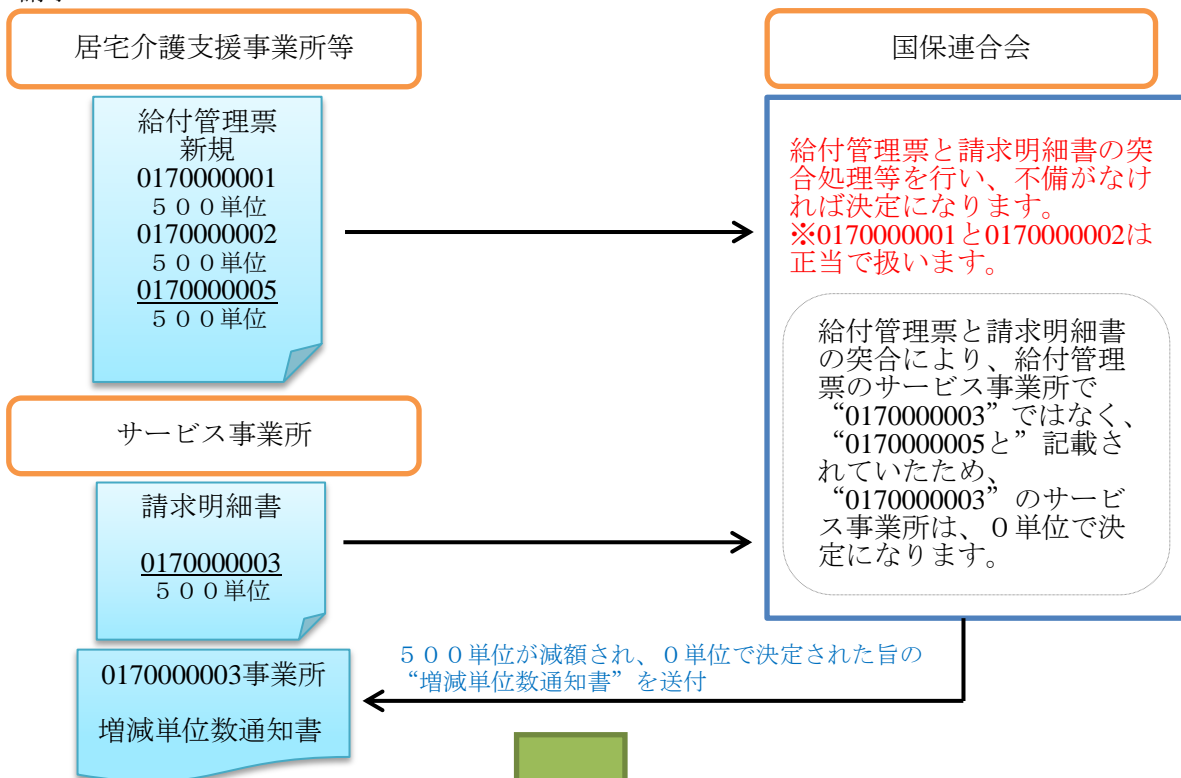 居宅介護支援事業所等
国保連合会
給付管理票
新規
0170000001
５００単位
0170000002
５００単位
0170000005
５００単位
給付管理票と請求明細書の突
合処理等を行い、不備がなけ
れば決定になります。
※0170000001と0170000002は
正当で扱います。
給付管理票と請求明細書
の突合により、給付管理
票のサービス事業所で
“0170000003”ではなく、
“0170000005と”記載さ
れていたため、
“0170000003”のサービ
ス事業所は、０単位で決
定になります。
サービス事業所
請求明細書
0170000003
５００単位
５００単位が減額され、０単位で決定された旨の
“増減単位数通知書”を送付
0170000003事業所
増減単位数通知書